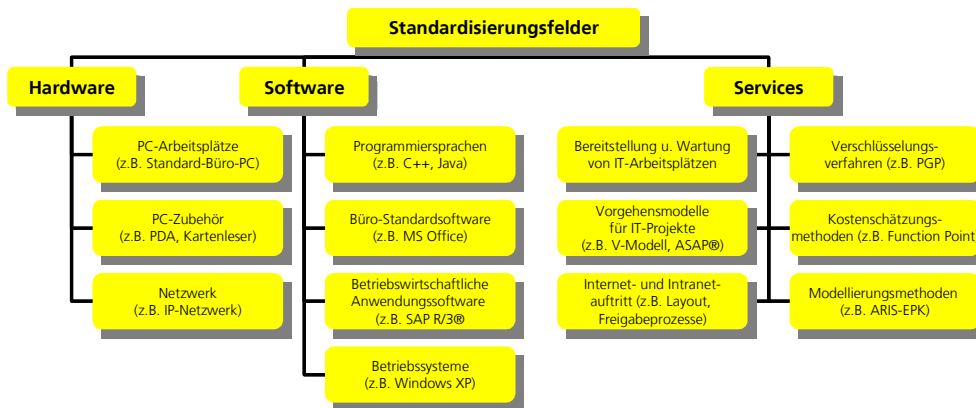 Standardisierungsfelder
Hardware
Software
Services
PC-Arbeitsplätze
(z.B. Standard-Büro-PC)
PC-Zubehör
(z.B. PDA, Kartenleser)
Netzwerk
(z.B. IP-Netzwerk)
Programmiersprachen
(z.B. C++, Java)
Büro-Standardsoftware
(z.B. MS Office)
Betriebswirtschaftliche
Anwendungssoftware
(z.B. SAP R/3®
Betriebssysteme
(z.B. Windows XP)
Bereitstellung u. Wartung
von IT-Arbeitsplätzen
Vorgehensmodelle
für IT-Projekte
(z.B. V-Modell, ASAP®)
Internet- und Intranet-
auftritt (z.B. Layout,
Freigabeprozesse)
Verschlüsselungs-
verfahren (z.B. PGP)
Kostenschätzungs-
methoden (z.B. Function Point)
Modellierungsmethoden
(z.B. ARIS-EPK)